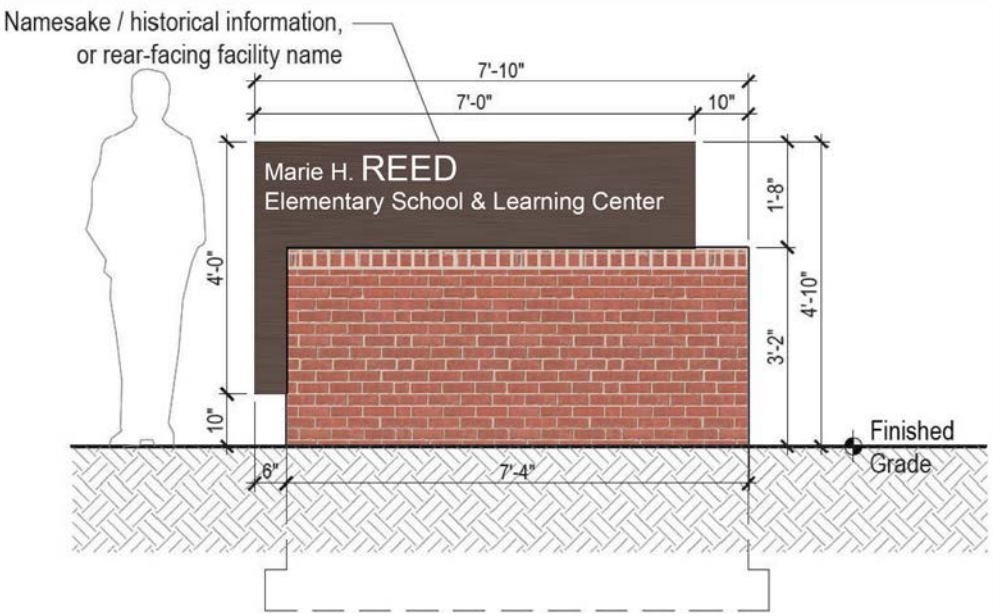 Namesake / historical information,
or rear-facing facility name
7'-10"
7'-0"
10"
Marie H. REED
Elementary School & Learning Center
1'-8"
4'-0"
4'-10"
3'-2"
10"
Finished
Grade
6"
7'-4"